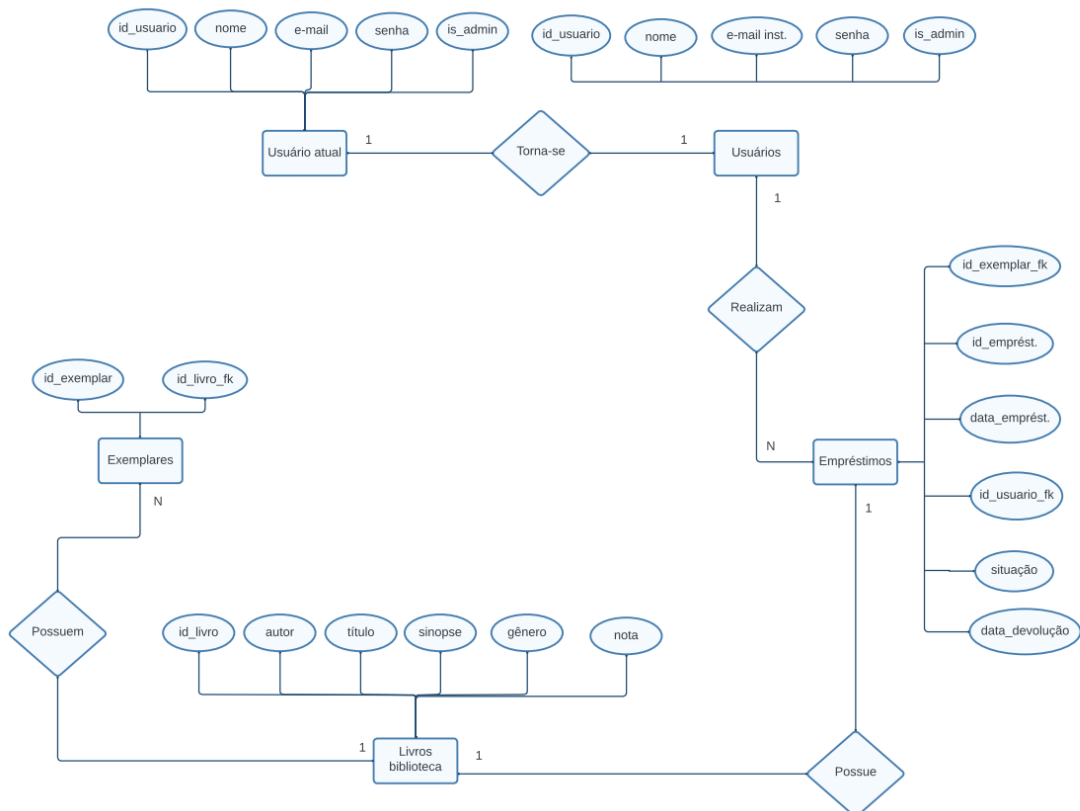 id_usuario
nome
e-mail
senha
is_admin
id_usuario
nome
e-mail inst.
senha
is_admin
Usuário atual
1
Torna-se
1
Usuários
1
Realizam
id_exemplar_fk
id_emprést.
data_emprést.
id_usuario_fk
situação
data_devolução
N
Empréstimos
1
id_exemplar
id_livro_fk
Exemplares
N
Possuem
id_livro
autor
título
sinopse
gênero
nota
1
Livros
biblioteca
1
Possue